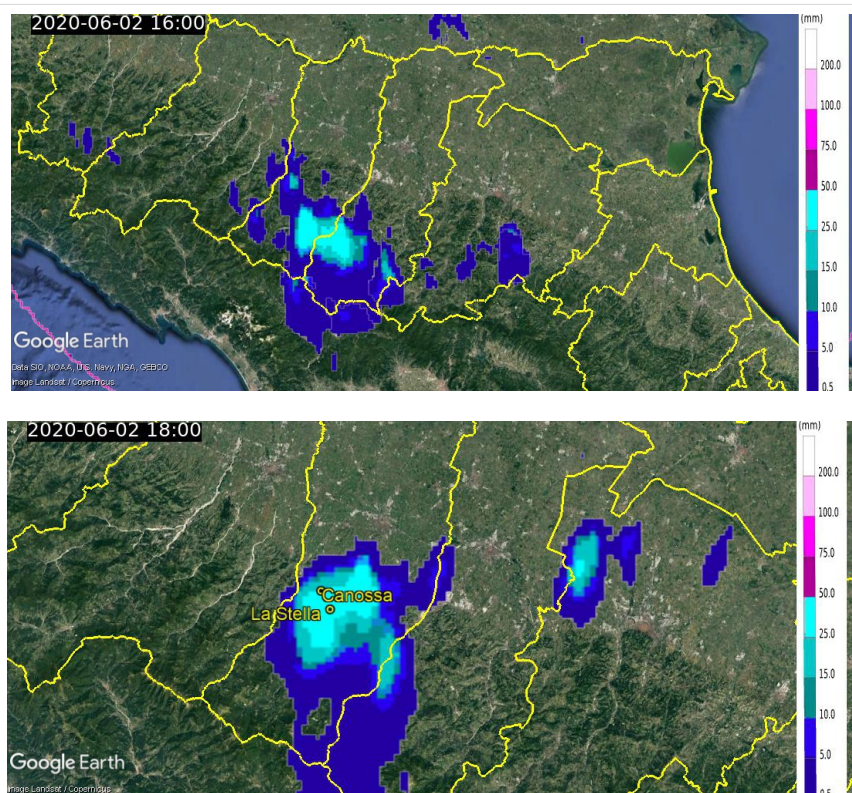 2020-06-02 16:00
(mm)
200.0
100.0
75.0
50.0
25.0
15.0
10.0
5.0
0.5
Google Earth
Data SIO, NOAA, U.S. Navy, NGA, GEBCO
Image Landsat / Copernicus
2020-06-02 18:00
(mm)
200.0
100.0
75.0
50.0
25.0
15.0
10.0
5.0
0.5
Canossa
La Stella
Google Earth
Image Landsat / Copernicus